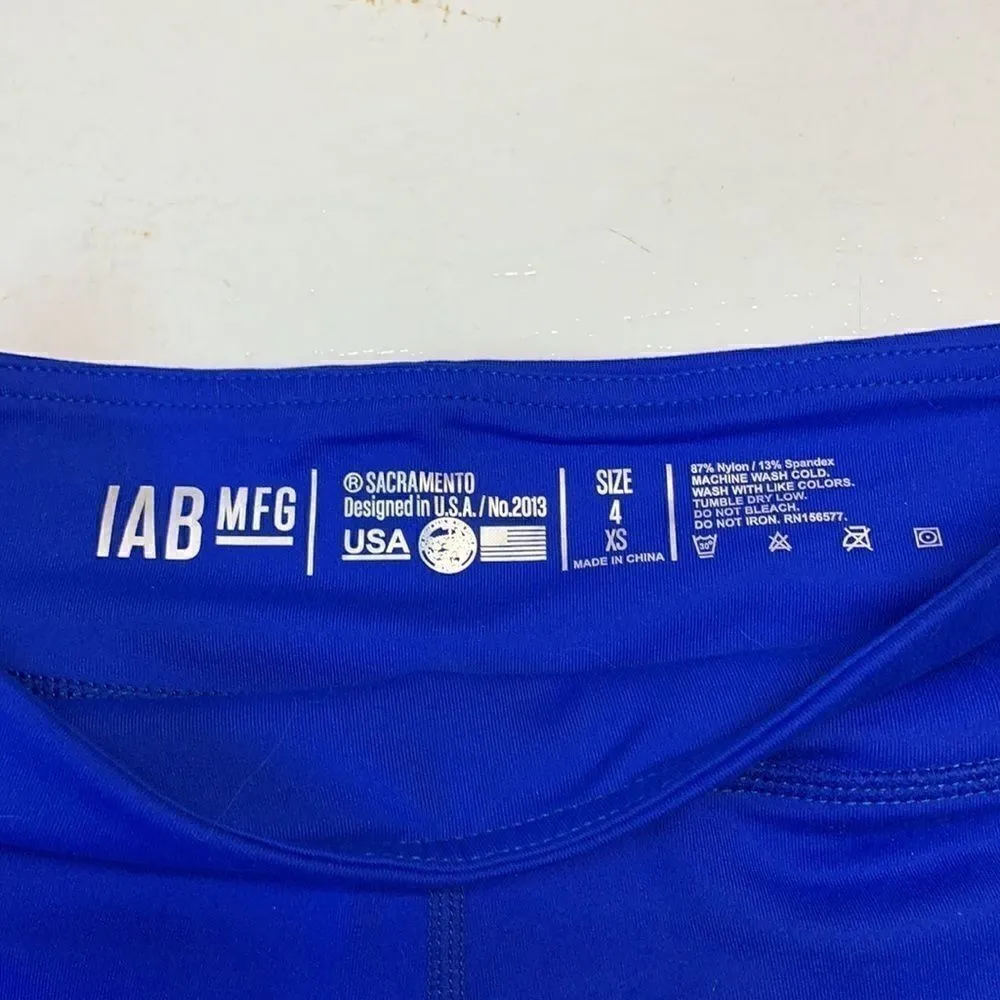 IAB MFG
® SACRAMENTO
Designed in U.S.A. / No.2013
USA
SIZE
4
XS
MADE IN CHINA
87% Nylon / 13% Spandex
MACHINE WASH COLD.
WASH WITH LIKE COLORS.
TUMBLE DRY LOW.
DO NOT BLEACH.
DO NOT IRON. RN156577.
30°